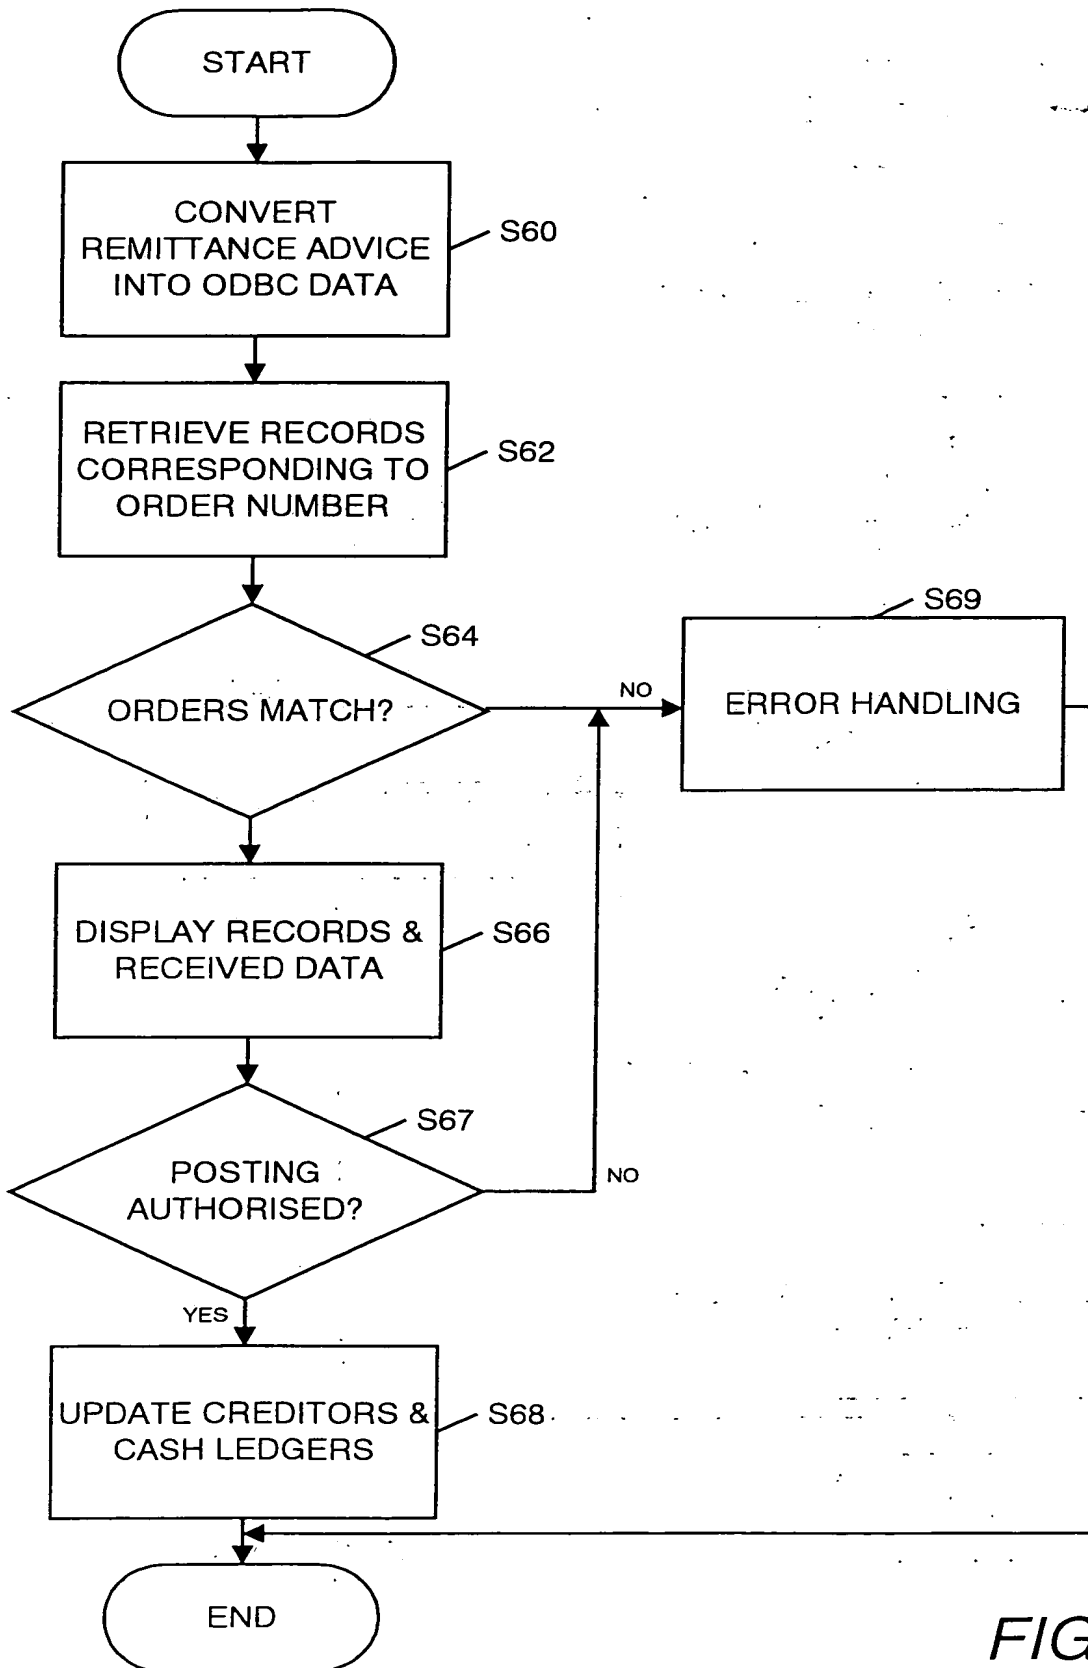 START
CONVERT
REMITTANCE ADVICE
INTO ODBC DATA
S60
RETRIEVE RECORDS
CORRESPONDING TO
ORDER NUMBER
S62
S64
ORDERS MATCH?
NO
S69
ERROR HANDLING
DISPLAY RECORDS &
RECEIVED DATA
S66
S67
POSTING
AUTHORISED?
NO
YES
UPDATE CREDITORS &
CASH LEDGERS
S68
END
FIG